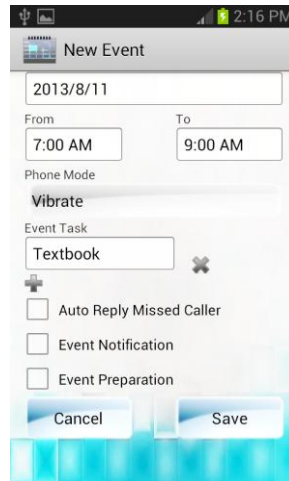 2:16 PM
New Event
2013/8/11
From To
7:00 AM 9:00 AM
Phone Mode
Vibrate
Event Task
Textbook
Auto Reply Missed Caller
Event Notification
Event Preparation
Cancel Save